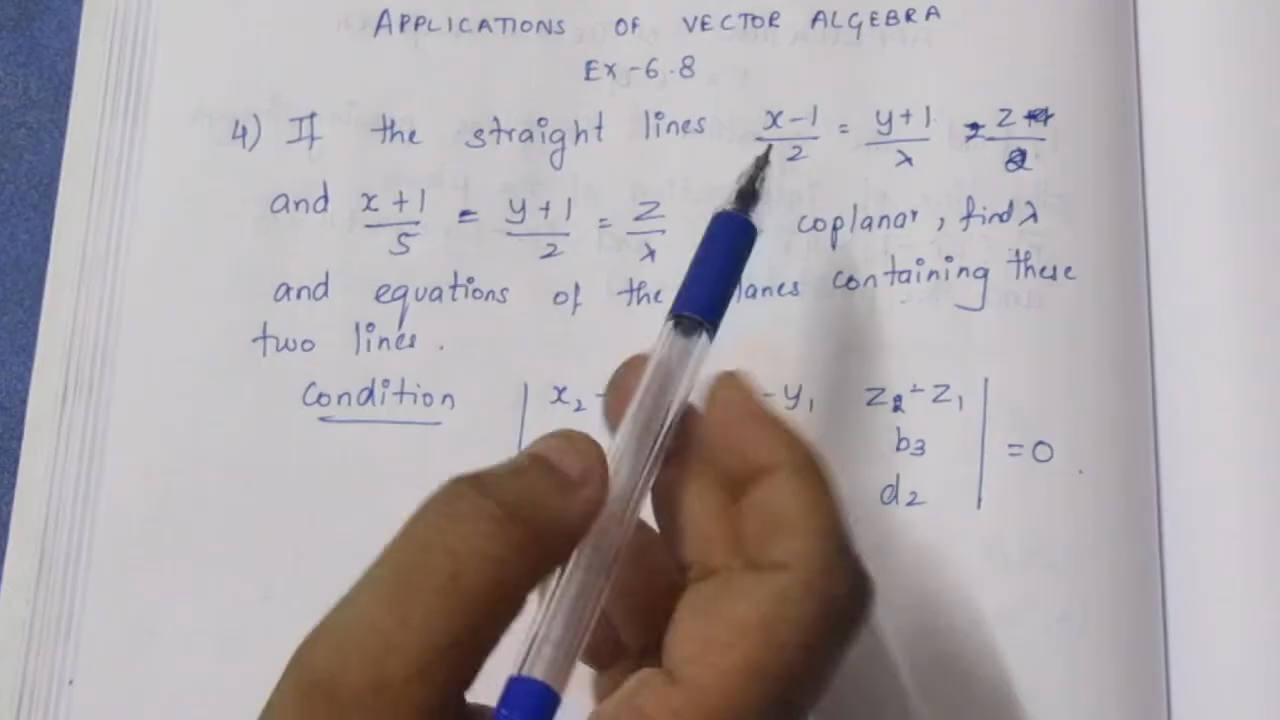 APPLICATIONS OF VECTOR ALGEBRA
Ex-6.8
4) If the straight lines (x-1)/2 = (y+1)/λ = z/2
and (x+1)/5 = (y+1)/2 = z/λ coplanar, find λ
and equations of the containing these
two lines.
Condition | x₂ - - y₁ z₂ - z₁ |
b₃ = 0.
d₂